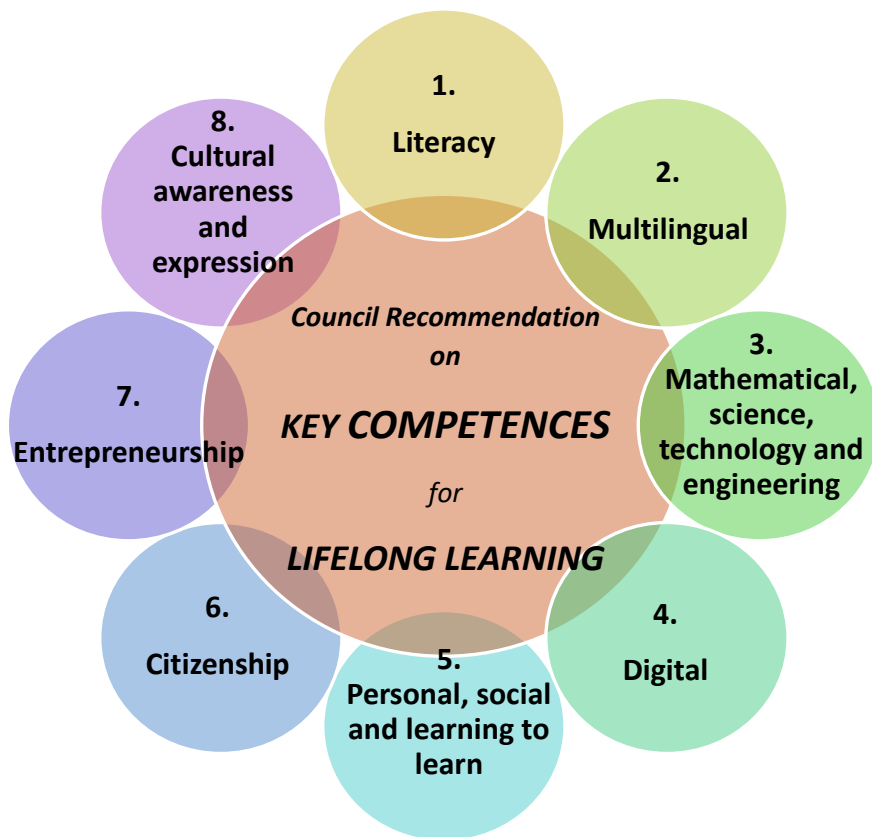 Council Recommendation
on
KEY COMPETENCES
for
LIFELONG LEARNING
1.
Literacy
2.
Multilingual
3.
Mathematical,
science,
technology and
engineering
4.
Digital
5.
Personal, social
and learning to
learn
6.
Citizenship
7.
Entrepreneurship
8.
Cultural
awareness
and
expression